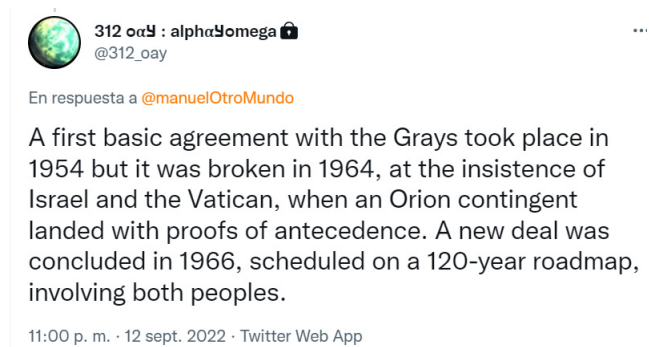 312 oαY : alphαYomega
@312_oay
En respuesta a @manuelOtroMundo
A first basic agreement with the Grays took place in
1954 but it was broken in 1964, at the insistence of
Israel and the Vatican, when an Orion contingent
landed with proofs of antecedence. A new deal was
concluded in 1966, scheduled on a 120-year roadmap,
involving both peoples.
11:00 p. m. · 12 sept. 2022 · Twitter Web App